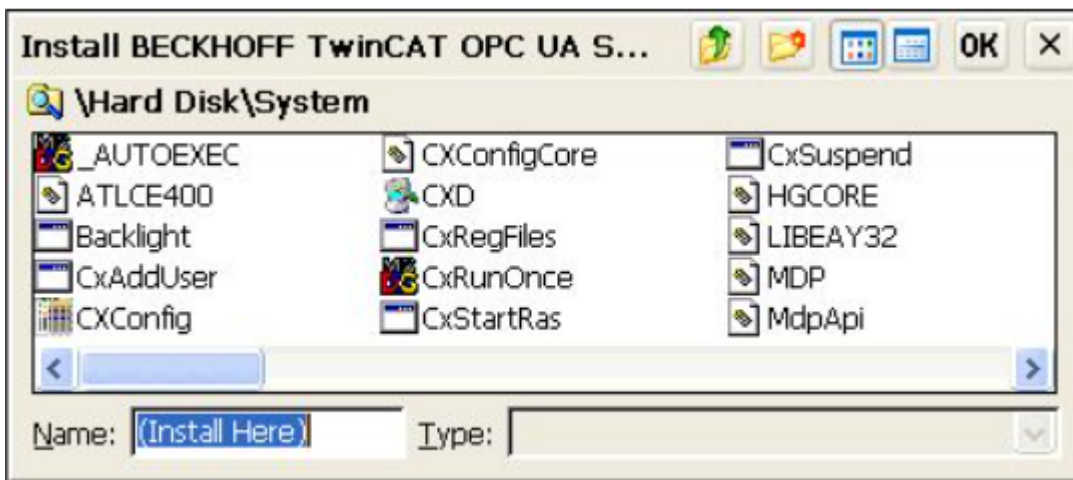 Install BECKHOFF TwinCAT OPC UA S... OK
\Hard Disk\System
_AUTOEXEC CXConfigCore CxSuspend
ATLCE400 CXD HGCORE
Backlight CxRegFiles LIBEAY32
CxAddUser CxRunOnce MDP
CXConfig CxStartRas MdpApi
Name: (Install Here) Type: